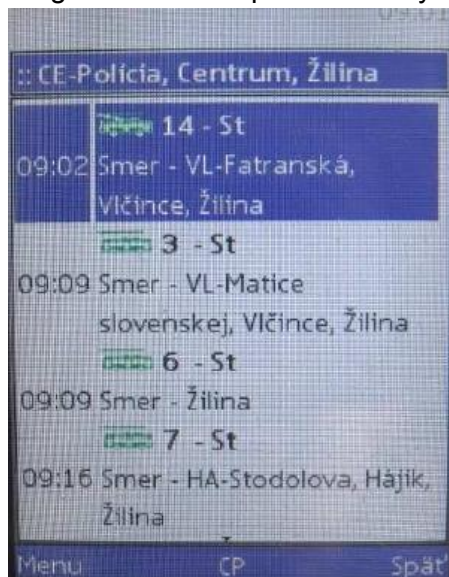 09:01
:: CE-Polícia, Centrum, Žilina
14 - St
09:02 Smer - VL-Fatranská,
Vlčince, Žilina
3 - St
09:09 Smer - VL-Matice
slovenskej, Vlčince, Žilina
6 - St
09:09 Smer - Žilina
7 - St
09:16 Smer - HA-Stodolova, Hájik,
Žilina
Menu CP Späť